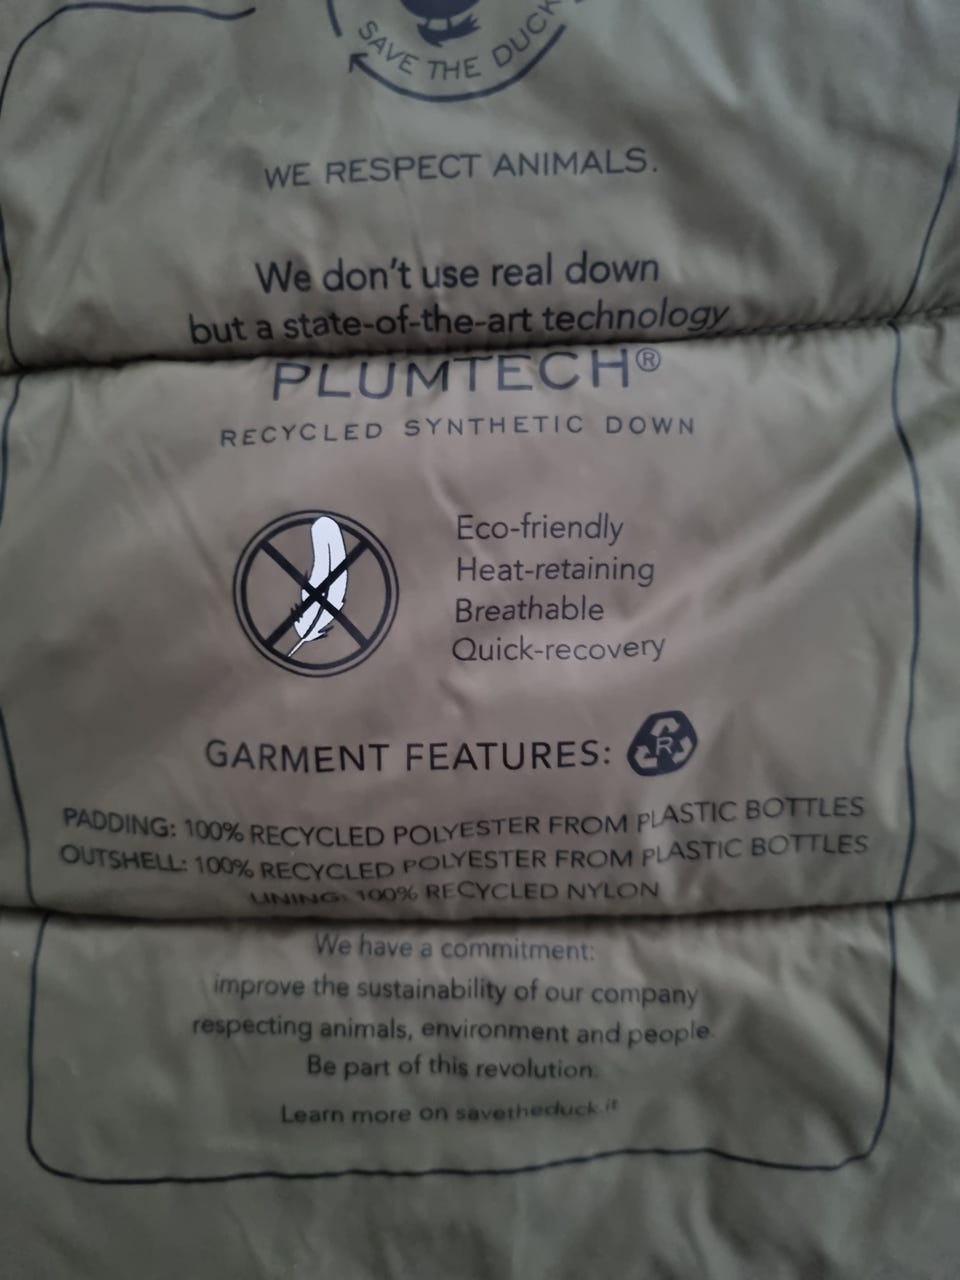 SAVE THE DUCK
WE RESPECT ANIMALS.
We don't use real down
but a state-of-the-art technology
PLUMTECH®
RECYCLED SYNTHETIC DOWN
Eco-friendly
Heat-retaining
Breathable
Quick-recovery
GARMENT FEATURES: R
PADDING: 100% RECYCLED POLYESTER FROM PLASTIC BOTTLES
OUTSHELL: 100% RECYCLED POLYESTER FROM PLASTIC BOTTLES
LINING: 100% RECYCLED NYLON
We have a commitment:
improve the sustainability of our company
respecting animals, environment and people.
Be part of this revolution.
Learn more on savetheduck.it